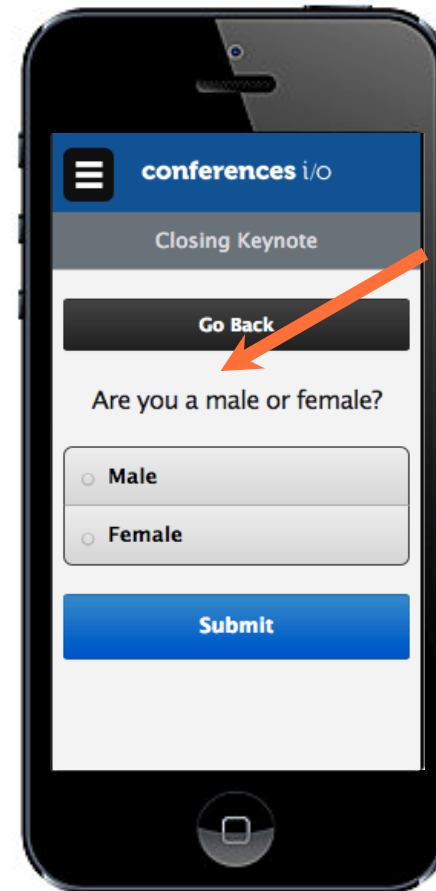 conferences i/o
Closing Keynote
Go Back
Are you a male or female?
Male
Female
Submit